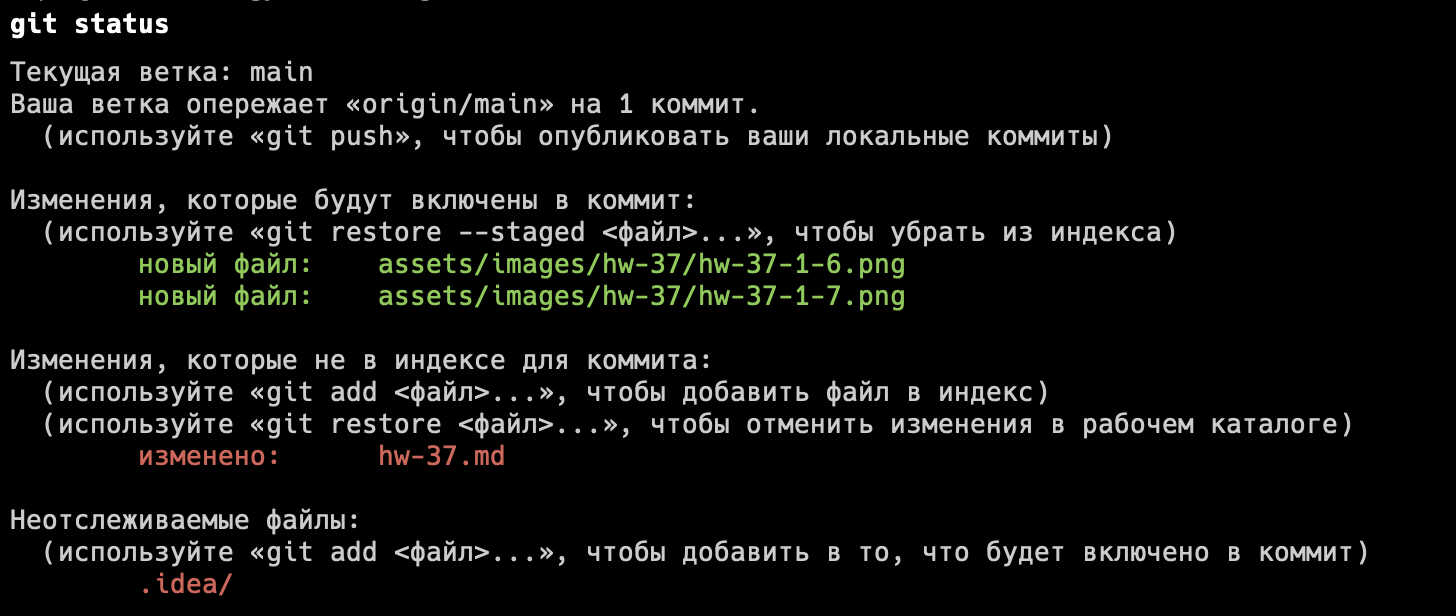 git status
Текущая ветка: main
Ваша ветка опережает «origin/main» на 1 коммит.
(используйте «git push», чтобы опубликовать ваши локальные коммиты)
Изменения, которые будут включены в коммит:
(используйте «git restore --staged <файл>...», чтобы убрать из индекса)
новый файл: assets/images/hw-37/hw-37-1-6.png
новый файл: assets/images/hw-37/hw-37-1-7.png
Изменения, которые не в индексе для коммита:
(используйте «git add <файл>...», чтобы добавить файл в индекс)
(используйте «git restore <файл>...», чтобы отменить изменения в рабочем каталоге)
изменено: hw-37.md
Неотслеживаемые файлы:
(используйте «git add <файл>...», чтобы добавить в то, что будет включено в коммит)
.idea/